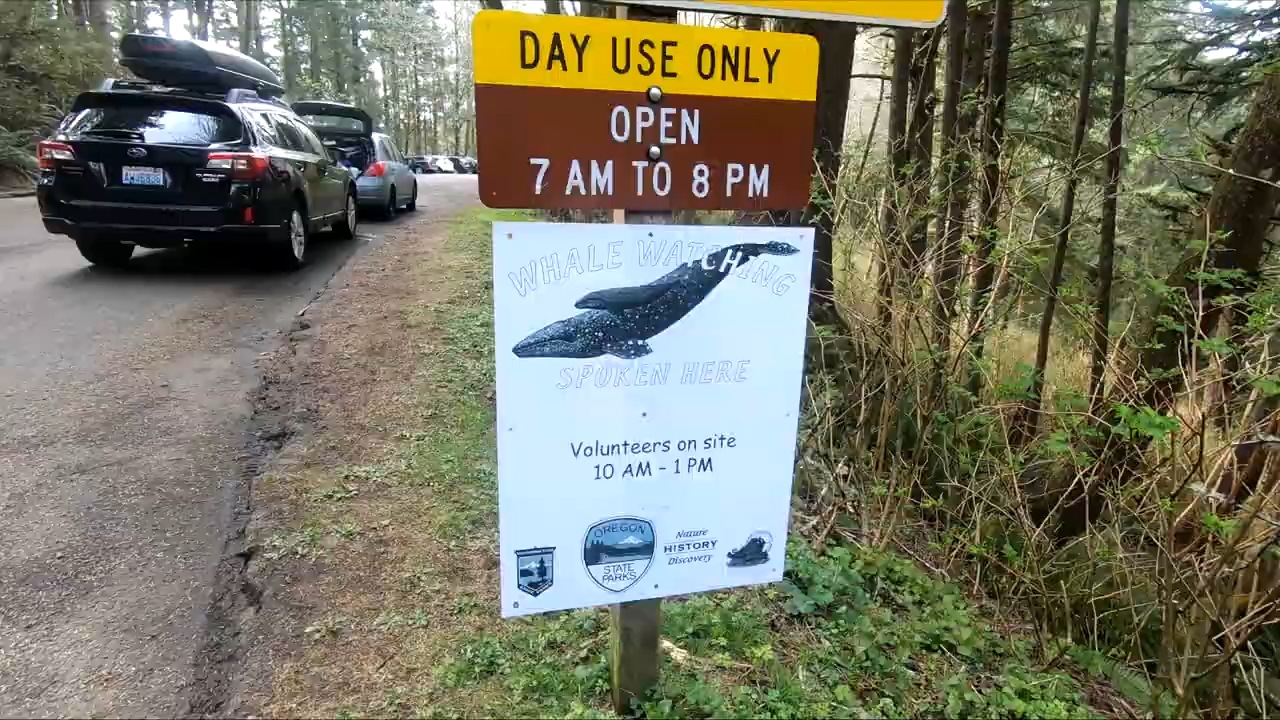 DAY USE ONLY
OPEN
7 AM TO 8 PM
WHALE WATCHING
SPOKEN HERE
Volunteers on site
10 AM - 1 PM
OREGON
STATE
PARKS
Nature
HISTORY
Discovery